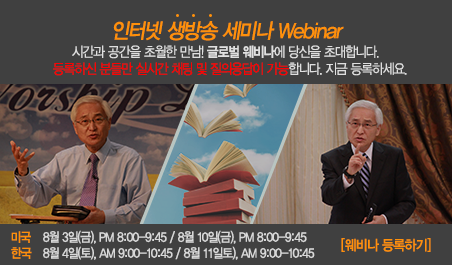 인터넷 생방송 세미나 Webinar
시간과 공간을 초월한 만남! 글로벌 웨비나에 당신을 초대합니다.
등록하신 분들만 실시간 채팅 및 질의응답이 가능합니다. 지금 등록하세요.
Worship
미국 8월 3일(금), PM 8:00-9:45 / 8월 10일(금), PM 8:00-9:45
한국 8월 4일(토), AM 9:00-10:45 / 8월 11일(토), AM 9:00-10:45
[웨비나 등록하기]